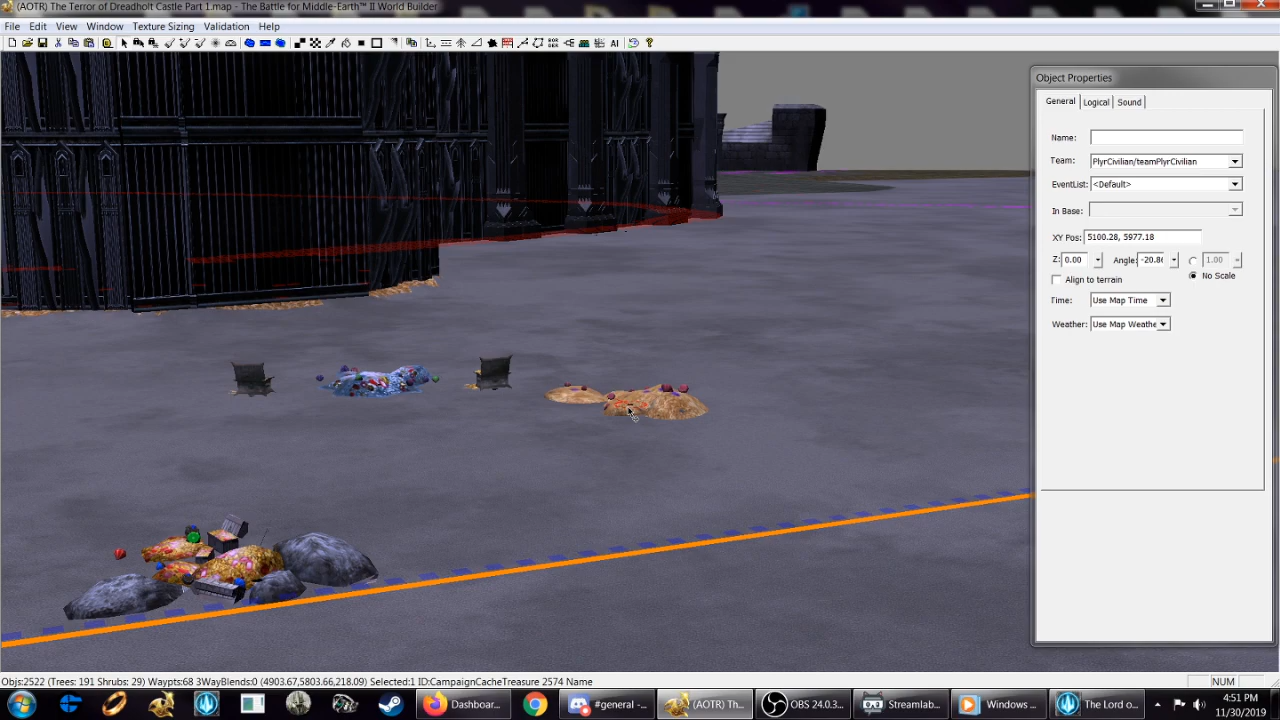 (AOTR) The Terror of Dreadholt Castle Part 1.map - The Battle for Middle-Earth™ II World Builder
File Edit View Window Texture Sizing Validation Help
AI
Object Properties
General Logical Sound
Name:
Team: PlyrCivilian/teamPlyrCivilian
EventList: <Default>
In Base:
XY Pos: 5100.28, 5977.18
Z: 0.00 Angle: -20.8 1.00
No Scale
Align to terrain
Time: Use Map Time
Weather: Use Map Weathe
Objs:2522 (Trees: 191 Shrubs: 29) Waypts:68 3WayBlends:0 (4903.67,5803.66,218.09) Selected:1 ID:CampaignCacheTreasure 2574 Name
NUM
Dashboar... #general -... (AOTR) Th... OBS 24.0.3... Streamlab... Windows ... The Lord o...
4:51 PM
11/30/2019